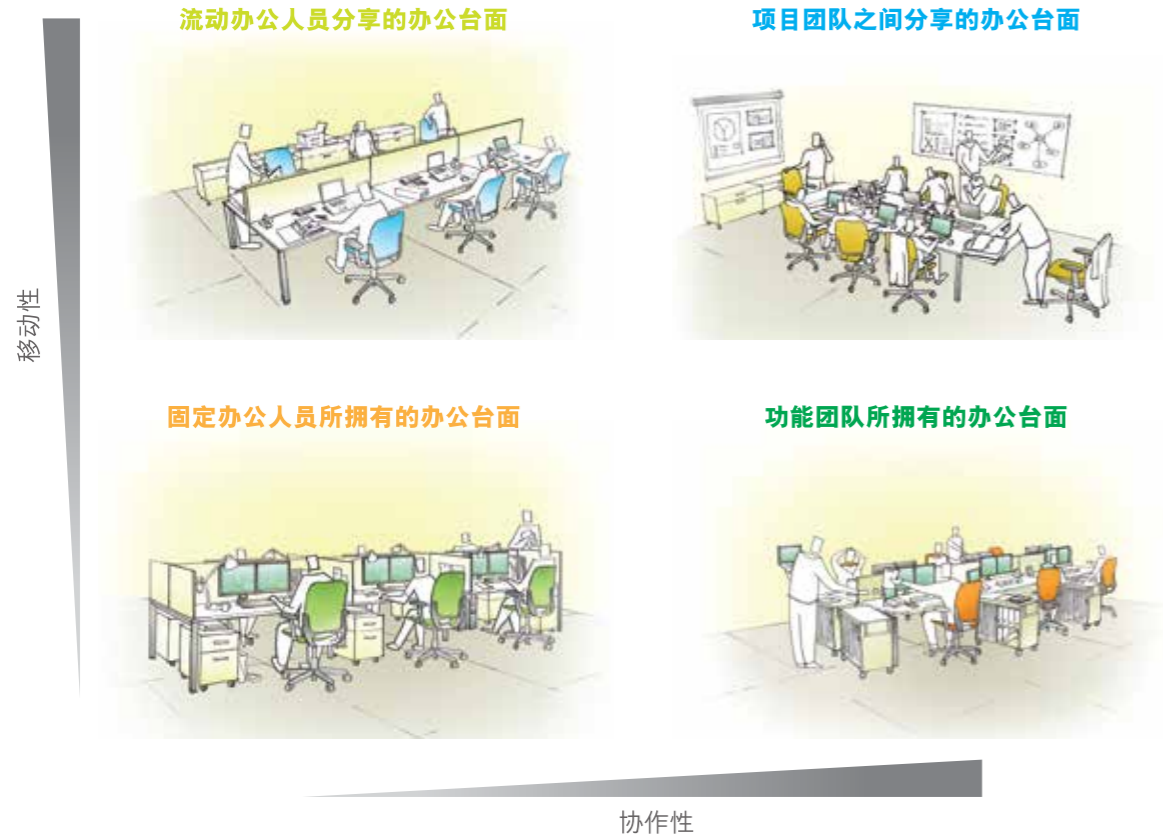 流动办公人员分享的办公台面
项目团队之间分享的办公台面
移动性
固定办公人员所拥有的办公台面
功能团队所拥有的办公台面
协作性